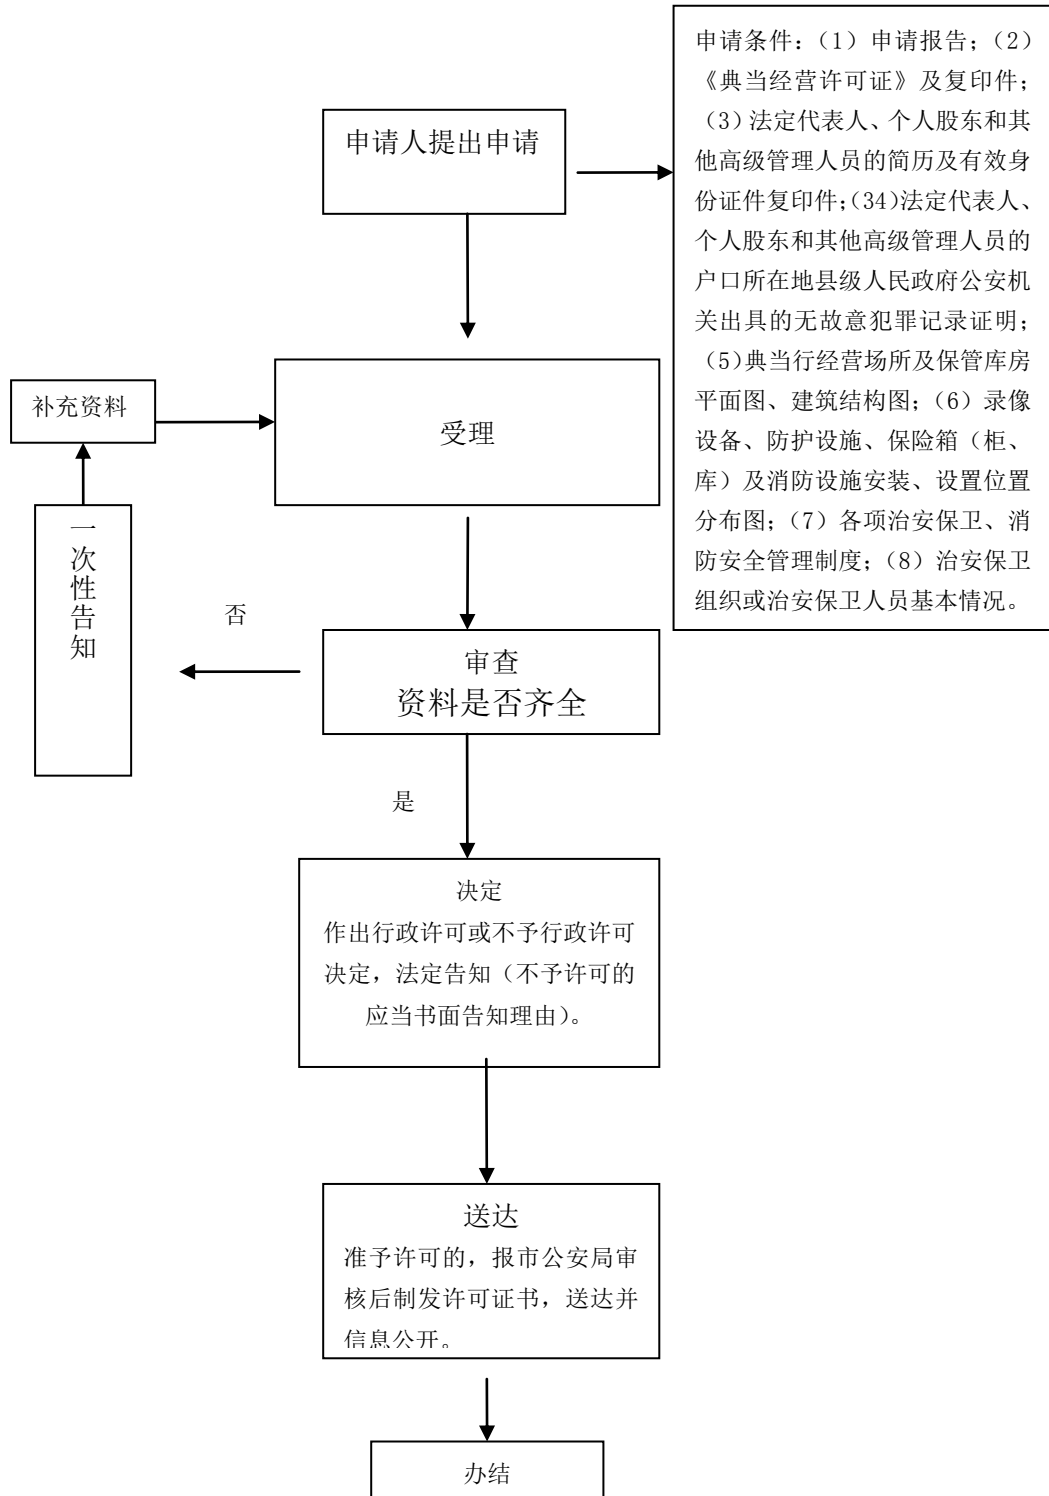 申请人提出申请
申请条件：（1）申请报告；（2）
《典当经营许可证》及复印件；
（3）法定代表人、个人股东和其
他高级管理人员的简历及有效身
份证件复印件；（34）法定代表人、
个人股东和其他高级管理人员的
户口所在地县级人民政府公安机
关出具的无故意犯罪记录证明；
（5）典当行经营场所及保管库房
平面图、建筑结构图；（6）录像
设备、防护设施、保险箱（柜、
库）及消防设施安装、设置位置
分布图；（7）各项治安保卫、消
防安全管理制度；（8）治安保卫
组织或治安保卫人员基本情况。
补充资料
受理
一次性告知
否
审查
资料是否齐全
是
决定
作出行政许可或不予行政许可
决定，法定告知（不予许可的
应当书面告知理由）。
送达
准予许可的，报市公安局审
核后制发许可证书，送达并
信息公开。
办结